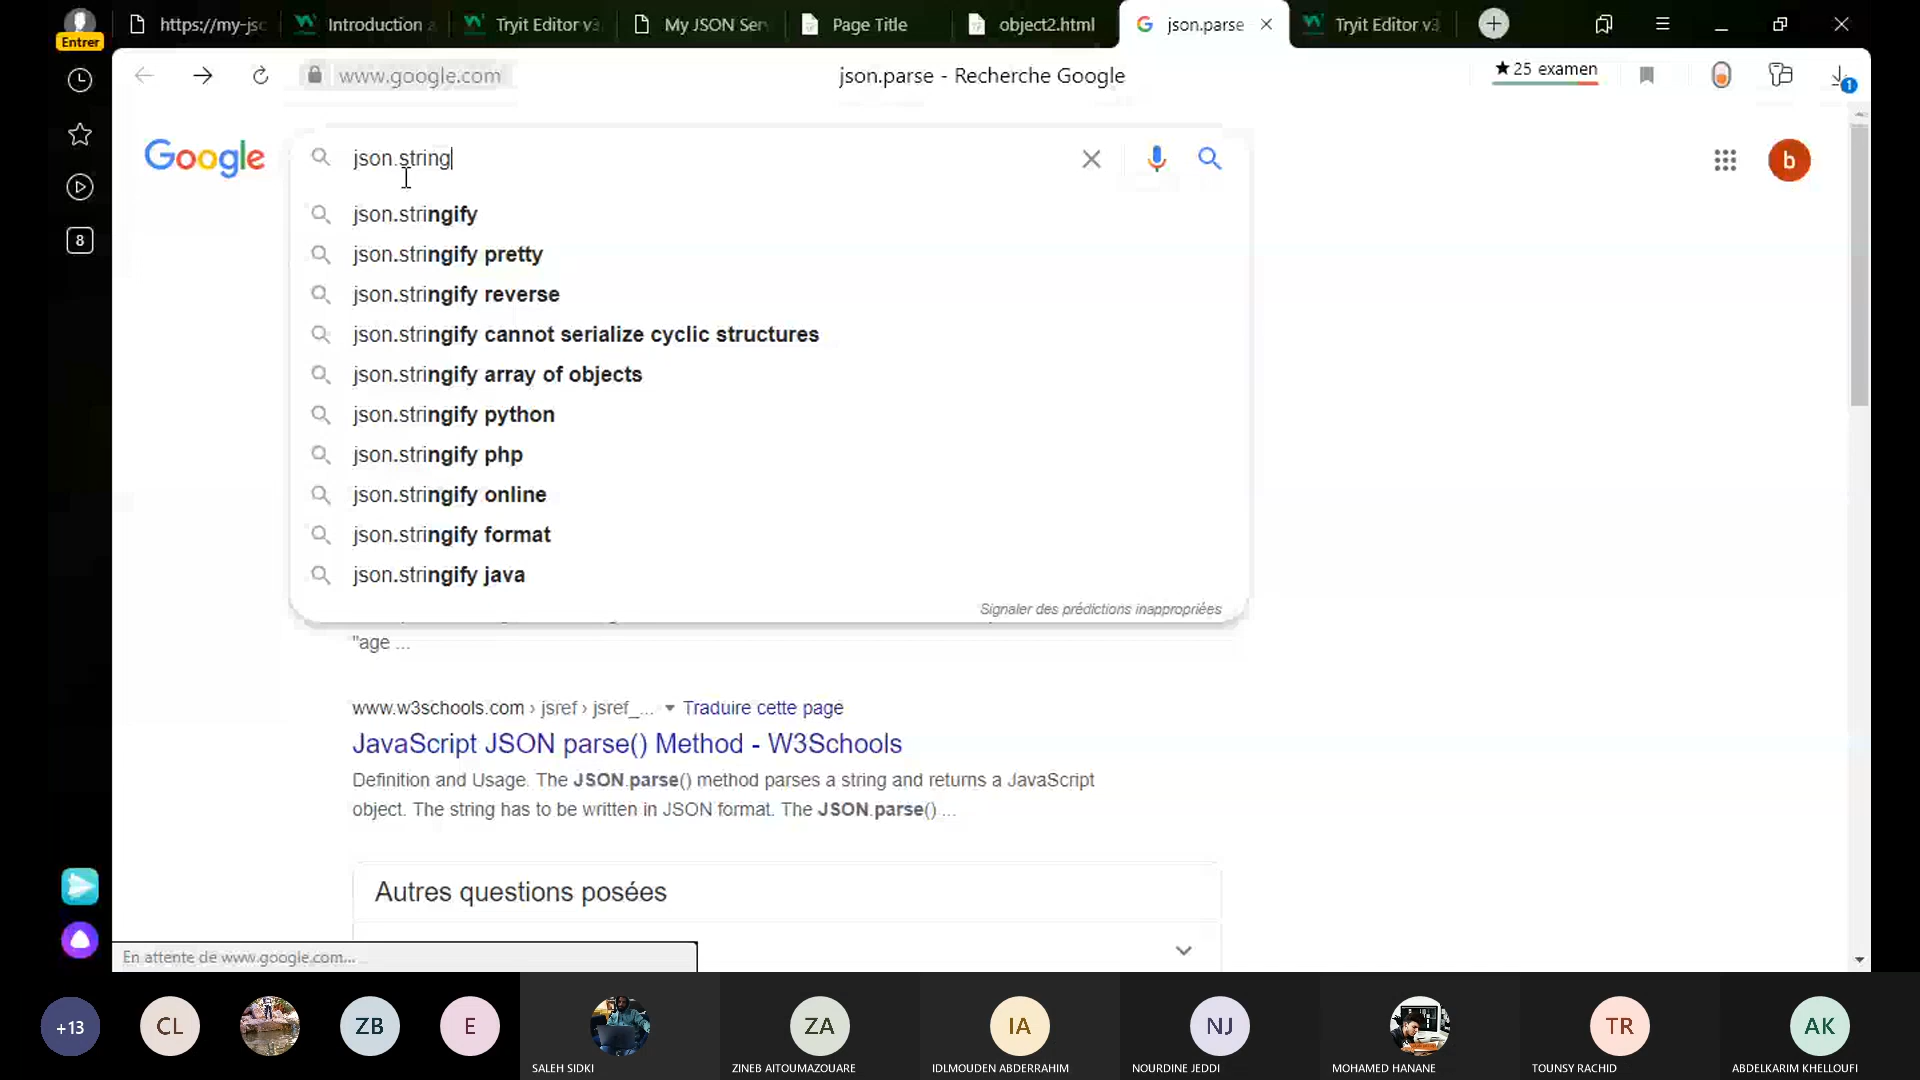 https://my-jsc
Introduction a
Tryit Editor v3.
My JSON Ser
Page Title
object2.html
json.parse
Tryit Editor v3.
Entrer
www.google.com
json.parse - Recherche Google
★ 25 examen
1
Google
json.string
b
8
json.stringify
json.stringify pretty
json.stringify reverse
json.stringify cannot serialize cyclic structures
json.stringify array of objects
json.stringify python
json.stringify php
json.stringify online
json.stringify format
json.stringify java
Signaler des prédictions inappropriées
"age ...
www.w3schools.com › jsref › jsref_... ▼ Traduire cette page
JavaScript JSON parse() Method - W3Schools
Definition and Usage. The JSON.parse() method parses a string and returns a JavaScript
object. The string has to be written in JSON format. The JSON.parse() ...
Autres questions posées
En attente de www.google.com...
+13
CL
ZB
E
ZA
IA
NJ
TR
AK
SALEH SIDKI
ZINEB AITOUMAZOUARE
IDLMOUDEN ABDERRAHIM
NOURDINE JEDDI
MOHAMED HANANE
TOUNSY RACHID
ABDELKARIM KHELLOUFI